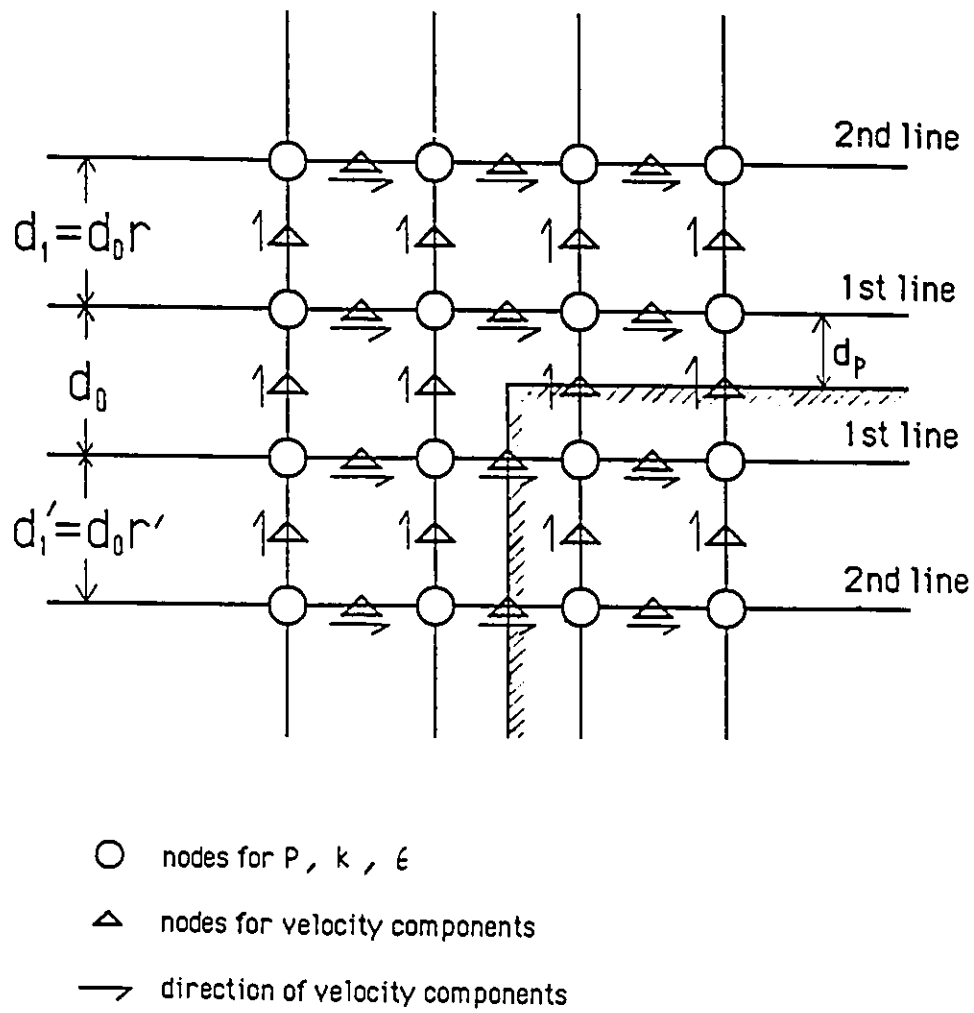 2nd line
d₁=d₀r
1st line
dₚ
d₀
1st line
d₁′=d₀r′
2nd line
nodes for P, k, ϵ
nodes for velocity components
direction of velocity components